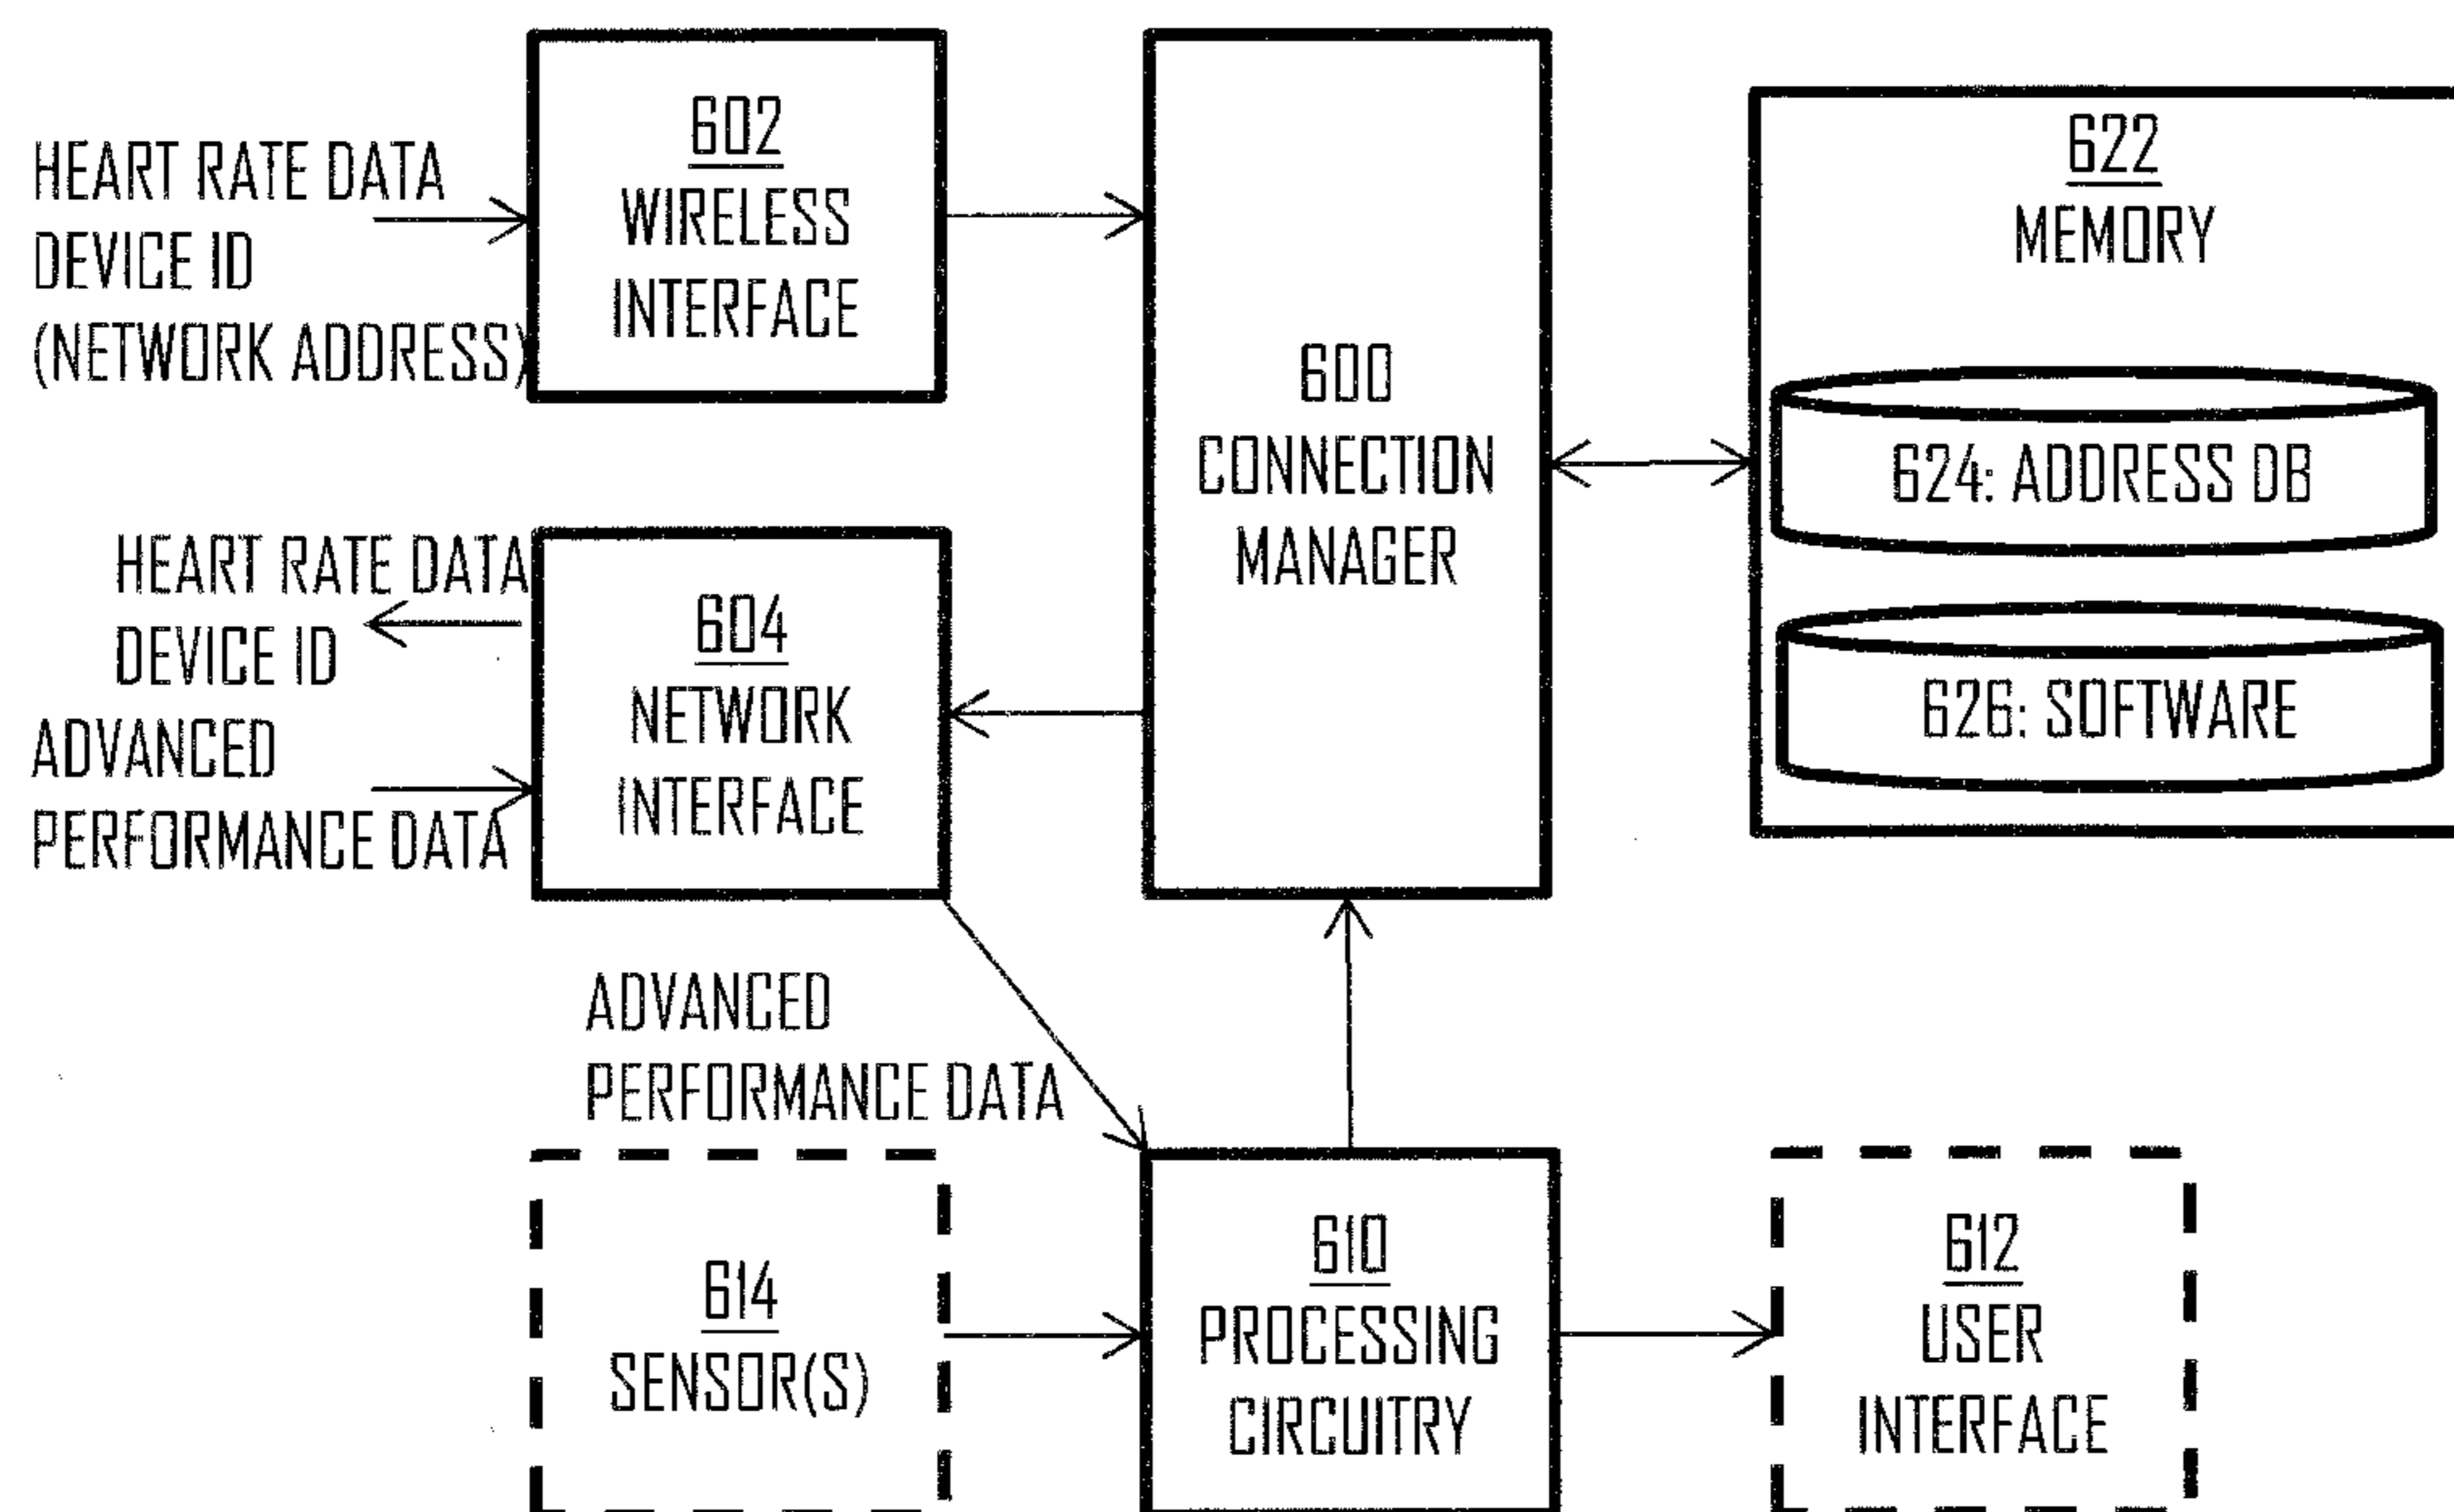 HEART RATE DATA
DEVICE ID
(NETWORK ADDRESS)
602
WIRELESS
INTERFACE
600
CONNECTION
MANAGER
622
MEMORY
624: ADDRESS DB
626: SOFTWARE
HEART RATE DATA
DEVICE ID
ADVANCED
PERFORMANCE DATA
604
NETWORK
INTERFACE
ADVANCED
PERFORMANCE DATA
614
SENSOR(S)
610
PROCESSING
CIRCUITRY
612
USER
INTERFACE